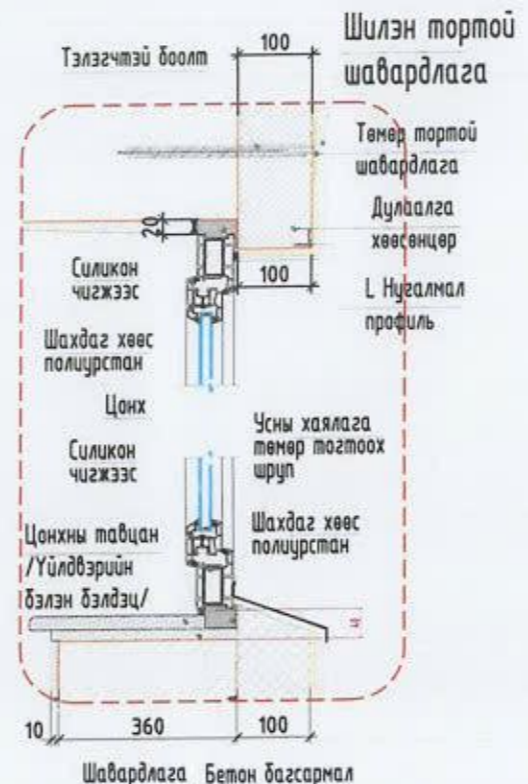 Шилэн тортой
шавардлага
100
Тэлэгчтэй боолт
Төмөр тортой
шавардлага
Дулаалга
хөөсөнцөр
20
100
L Нугалмал
профиль
Силикон
чигжээс
Шахдаг хөөс
полиурстан
Цонх
Силикон
чигжээс
Усны хаялага
төмөр тогтоох
шруп
Шахдаг хөөс
полиурстан
Цонхны тавцан
/Үйлдвэрийн
бэлэн бэлдэц/
10
360
100
Шавардлага
Бетон багсармал